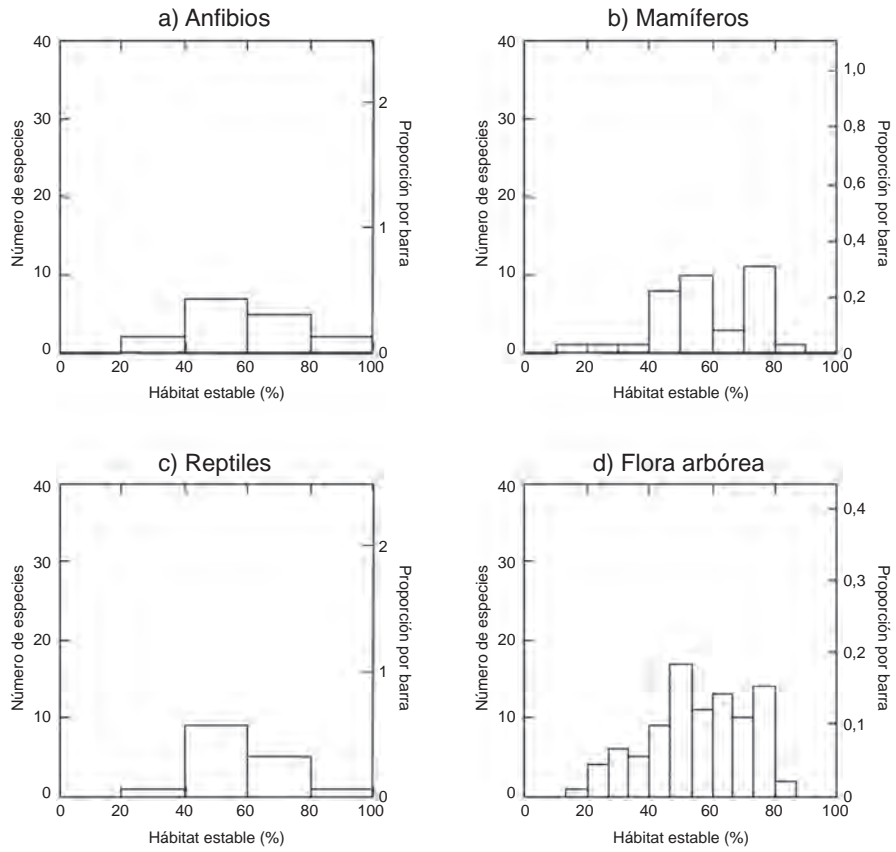 a) Anfibios
40
30
20
10
0
Número de especies
2
1
0
Proporción por barra
0 20 40 60 80 100
Hábitat estable (%)
b) Mamíferos
40
30
20
10
0
Número de especies
1,0
0,8
0,6
0,4
0,2
0
Proporción por barra
0 20 40 60 80 100
Hábitat estable (%)
c) Reptiles
40
30
20
10
0
Número de especies
2
1
0
Proporción por barra
0 20 40 60 80 100
Hábitat estable (%)
d) Flora arbórea
40
30
20
10
0
Número de especies
0,4
0,3
0,2
0,1
0
Proporción por barra
0 20 40 60 80 100
Hábitat estable (%)